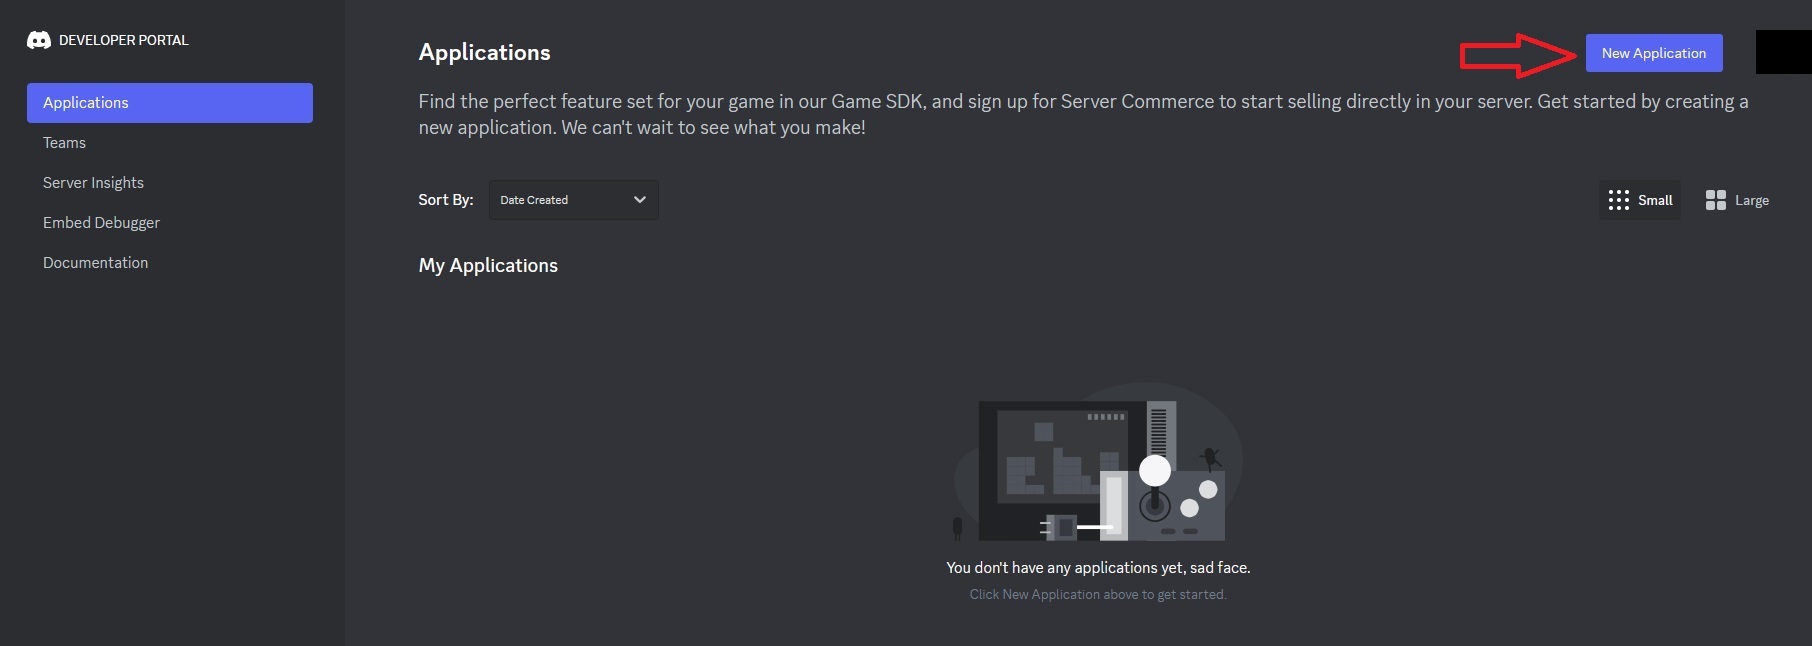 DEVELOPER PORTAL
Applications
Teams
Server Insights
Embed Debugger
Documentation
Applications
New Application
Find the perfect feature set for your game in our Game SDK, and sign up for Server Commerce to start selling directly in your server. Get started by creating a
new application. We can't wait to see what you make!
Sort By: Date Created
Small Large
My Applications
You don't have any applications yet, sad face.
Click New Application above to get started.